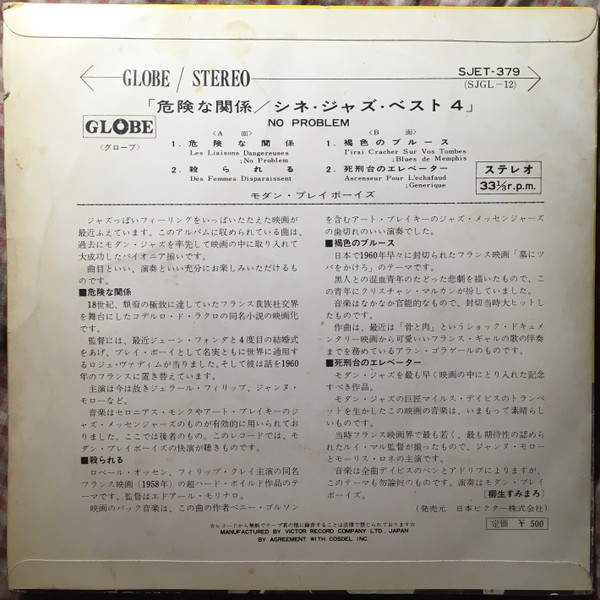 GLOBE / STEREO
SJET-379
(SJGL-12)
「危険な関係/シネ・ジャズ・ベスト4」
NO PROBLEM
GLOBE
〈グローブ〉
〈A 面〉
1. 危険な関係
Les Liaisons Dangereuses
;No Problem
2. 殺られる
Des Femmes Disparaissent
〈B 面〉
1. 褐色のブルース
I'irai Cracher Sur Vos Tombes
;Blues de Memphis
2. 死刑台のエレベーター
Ascenseur Pour L'echafaud
;Generique
ステレオ
33⅓r.p.m.
モダン・プレイボーイズ
ジャズっぽいフィーリングをいっぱいたたえた映画が
最近ふえています。このアルバムに収められている曲は、
過去にモダン・ジャズを率先して映画の中に取り入れて
大成功したパイオニア揃いです。
曲目といい、演奏といい充分にお楽しみいただけるも
のです。
■危険な関係
18世紀、頽廃の極致に達していたフランス貴族社交界
を舞台にしたコデルロ・ド・ラクロの同名小説の映画化
です。
監督には、最近ジェーン・フォンダと4度目の結婚式
をあげ、プレイ・ボーイとして名実ともに世界に通用す
るロジェ・ヴァディムが当りました。そして彼は話を1960
年のフランスに置き替えています。
主演は今は故きジェラール・フィリップ、ジャンヌ・
モローなど。
音楽はセロニアス・モンクやアート・ブレイキーのジ
ャズ・メッセンジャーズのものが有効的に用いられてお
りました。ここでは後者のもの。このレコードでは、モ
ダン・プレイボーイズの快演が聴きものです。
■殺られる
ロベール・オッセン、フィリップ・クレイ主演の同名
フランス映画(1958年)の超ハード・ボイルド作品のテ
ーマです。監督はエドアール・モリナロ。
映画のバック音楽は、この曲の作者ベニー・ゴルソン
を含むアート・ブレイキーのジャズ・メッセンジャーズ
の歯切れのいい演奏でした。
■褐色のブルース
日本で1960年早々に封切られたフランス映画「墓にツ
バをかけろ」のテーマです。
黒人との混血青年のたどった悲劇を描いたもので、こ
の青年にクリスチャン・マルカンが扮していました。
音楽はなかなか官能的なもので、封切当時大ヒットし
たものです。
作曲は、最近は「骨と肉」というショック・ドキュメ
ンタリー映画から可愛いいフランス・ギャルの歌の伴奏
までを務めているアラン・ゴラゲールのものです。
■死刑台のエレベーター
モダン・ジャズを最も早く映画の中にとり入れた記念
すべき作品。
モダン・ジャズの巨匠マイルス・デイビスのトランペ
ットを生かしたこの映画の音楽は、いまもって素晴らし
いものです。
当時フランス映画界で最も若く、最も期待性の認めら
れたルイ・マル監督が撮ったもので、ジャンヌ・モロー
とモーリス・ロネの主演です。
音楽は全曲デイビスのペンとアドリブによりますが、
このテーマも勿論何のものです。演奏はモダン・プレイ
ボーイズ。
〔柳生すみまろ〕
(発売元 日本ビクター株式会社)
☆レコードから無断でテープ其の他に録音することは法律で禁じられております☆
MANUFACTURED BY VICTOR RECORD COMPANY LTD., JAPAN
BY AGREEMENT WITH COSDEL INC.
定価 ¥500